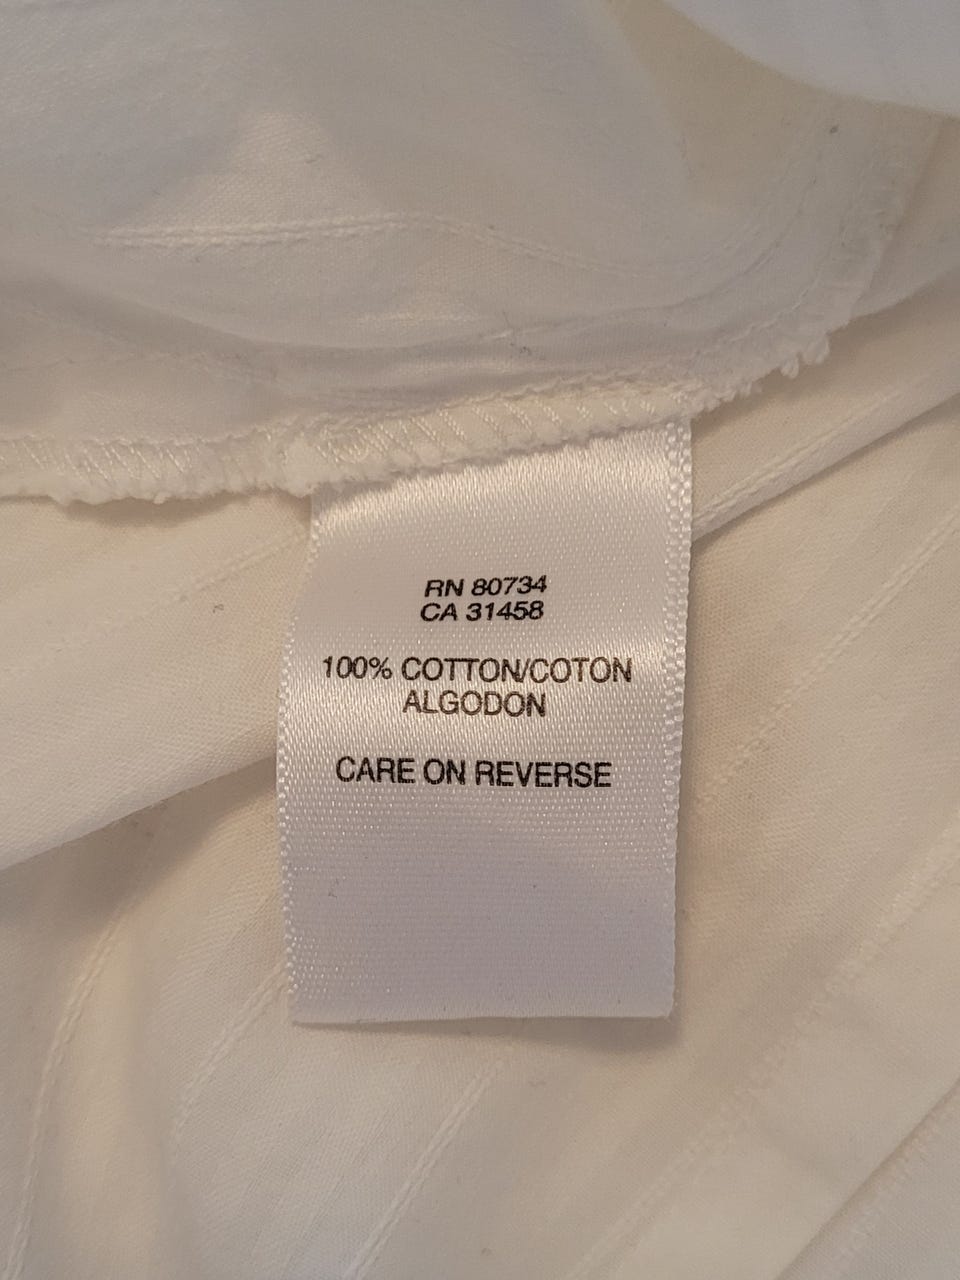 RN 80734
CA 31458
100% COTTON/COTON
ALGODON
CARE ON REVERSE